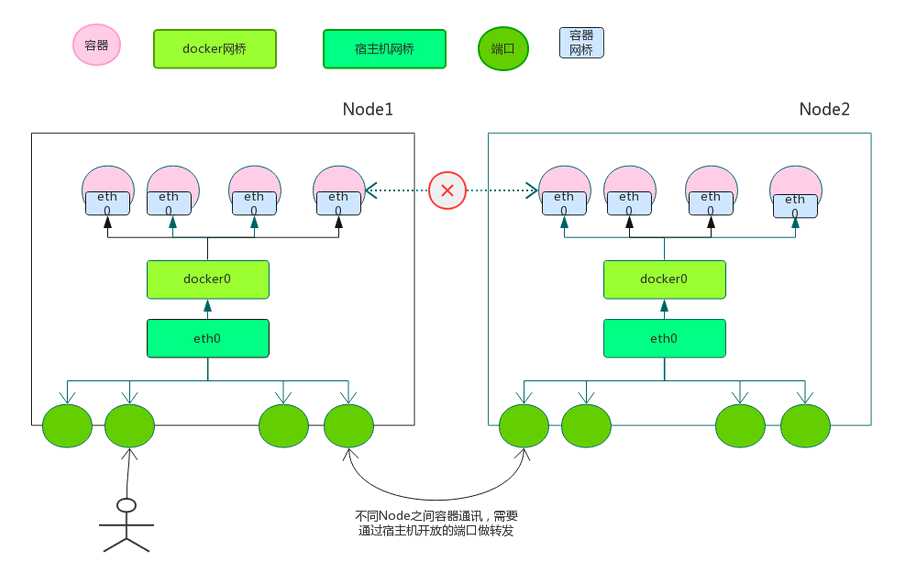 容器
docker网桥
宿主机网桥
端口
容器
网桥
Node1
Node2
eth
0
eth
0
eth
0
eth
0
eth
0
eth
0
eth
0
eth
0
docker0
docker0
eth0
eth0
不同Node之间容器通讯，需要
通过宿主机开放的端口做转发